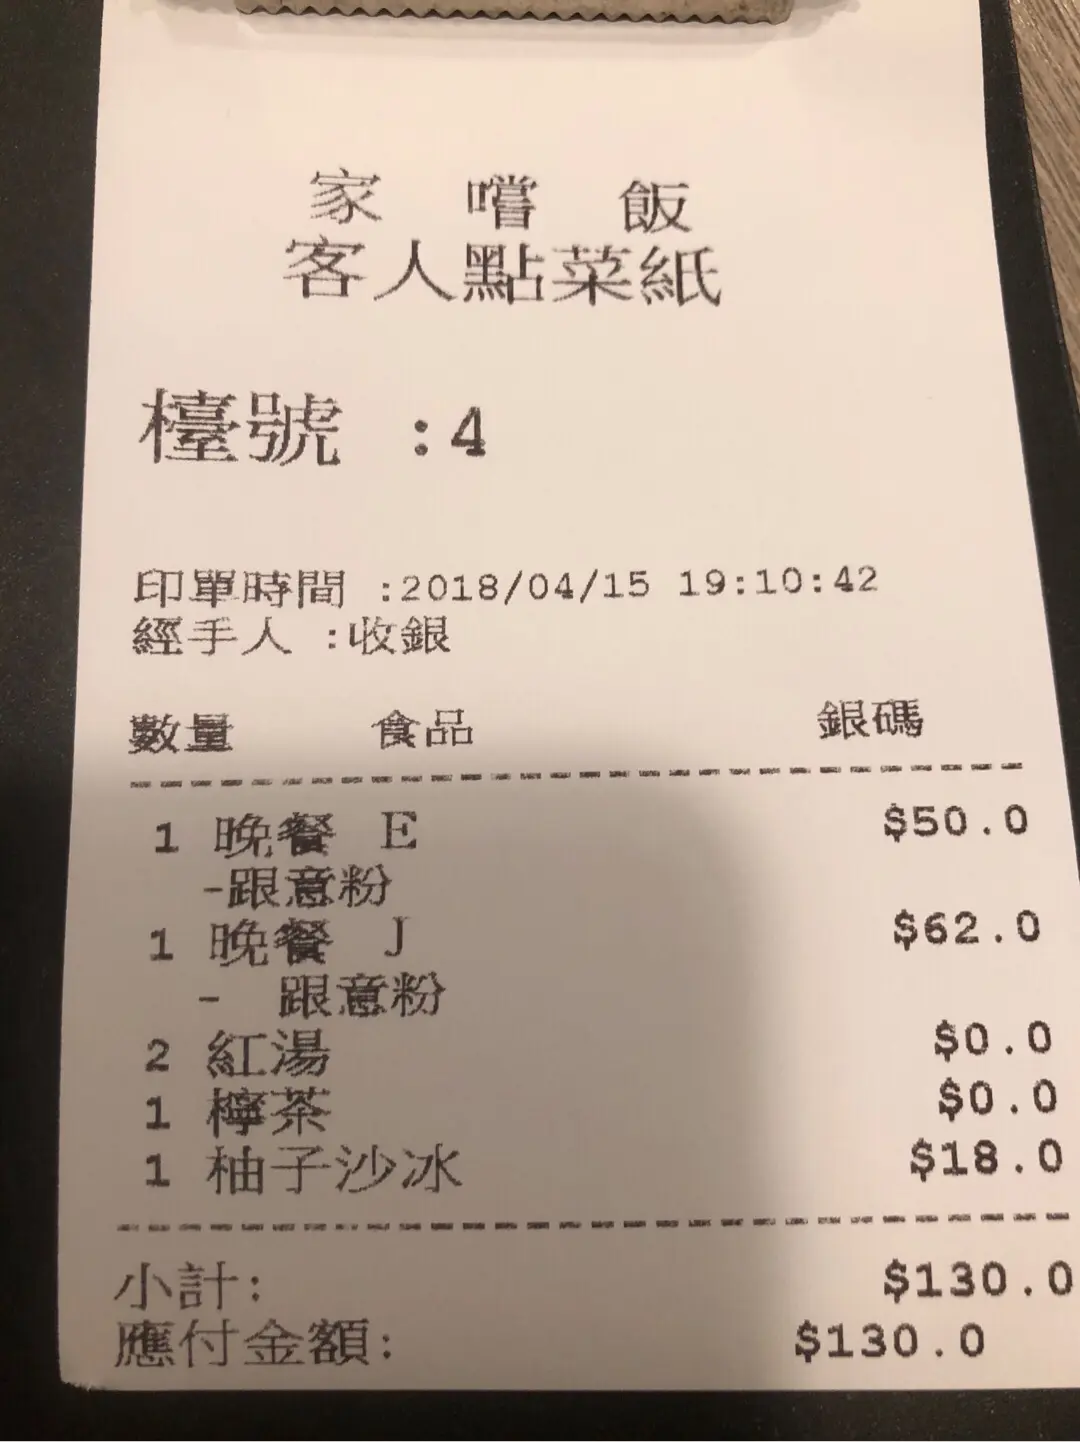 家 嚐 飯
客人點菜紙
檯號 :4
印單時間 :2018/04/15 19:10:42
經手人 :收銀
數量 食品 銀碼
1 晚餐 E $50.0
-跟意粉
1 晚餐 J $62.0
- 跟意粉
2 紅湯 $0.0
1 檸茶 $0.0
1 柚子沙冰 $18.0
小計: $130.0
應付金額: $130.0